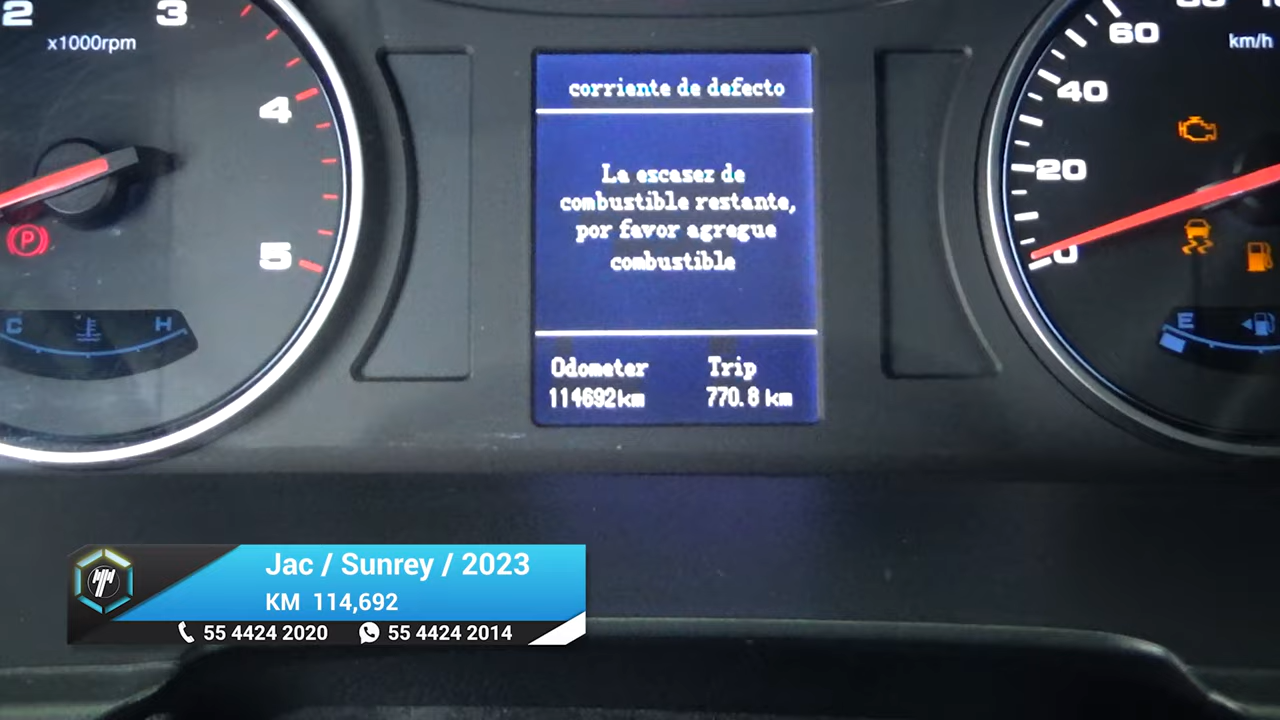 2
3
x1000rpm
4
5
C
H
corriente de defecto
La escasez de
combustible restante,
por favor agregue
combustible
Odometer
Trip
114692km
770.8 km
60
km/h
40
20
0
E
P
Jac / Sunrey / 2023
KM 114,692
55 4424 2020
55 4424 2014